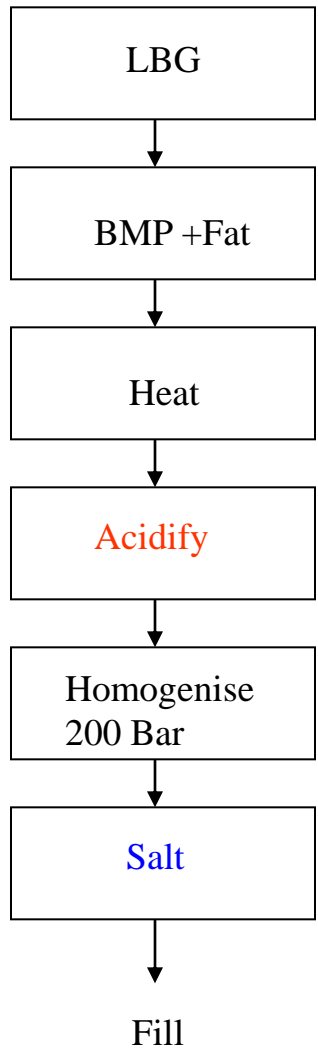 LBG
BMP +Fat
Heat
Acidify
Homogenise
200 Bar
Salt
Fill